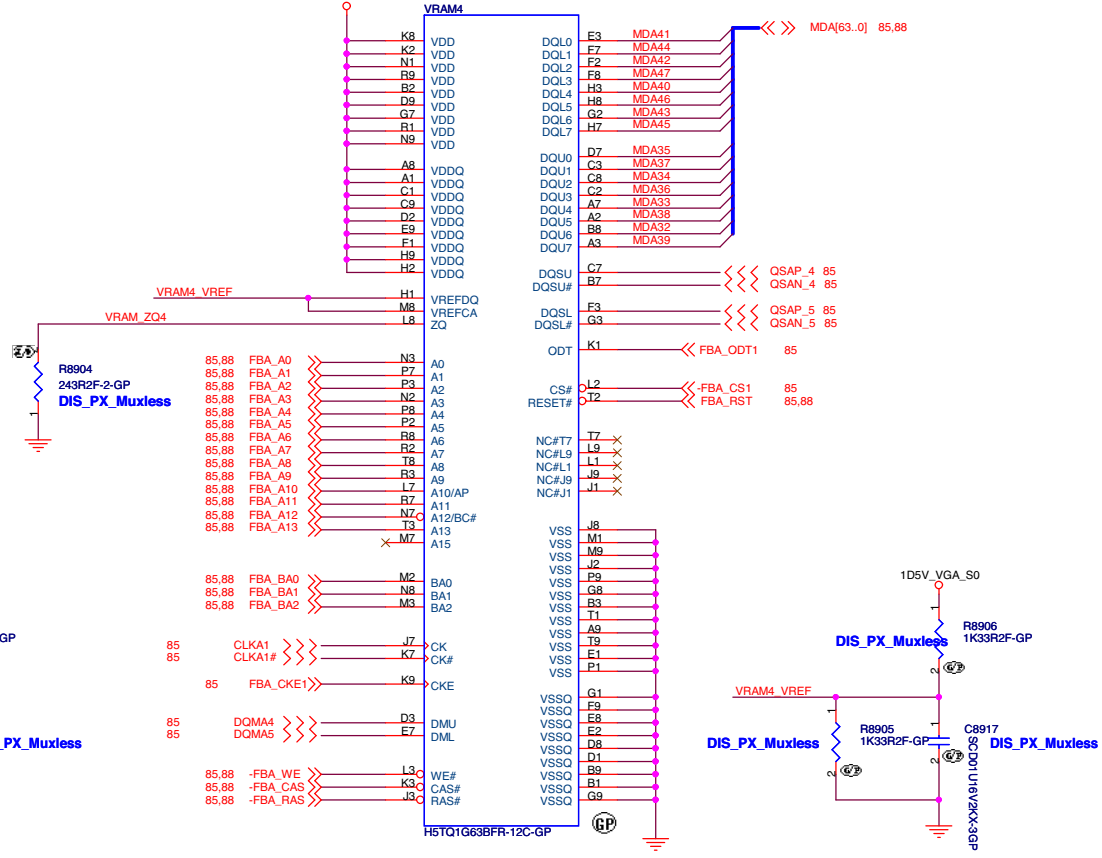 VRAM4
K8 VDD
K2 VDD
N1 VDD
R9 VDD
B2 VDD
D9 VDD
G7 VDD
R1 VDD
N9 VDD
A8 VDDQ
A1 VDDQ
C1 VDDQ
C9 VDDQ
D2 VDDQ
E9 VDDQ
F1 VDDQ
H9 VDDQ
H2 VDDQ
VRAM4_VREF H1 VREFDQ
M8 VREFCA
VRAM_ZQ4 L8 ZQ
R8904
243R2F-2-GP
DIS_PX_Muxless
1
85,88 FBA_A0 N3 A0
85,88 FBA_A1 P7 A1
85,88 FBA_A2 P3 A2
85,88 FBA_A3 N2 A3
85,88 FBA_A4 P8 A4
85,88 FBA_A5 P2 A5
85,88 FBA_A6 R8 A6
85,88 FBA_A7 R2 A7
85,88 FBA_A8 T8 A8
85,88 FBA_A9 R3 A9
85,88 FBA_A10 L7 A10/AP
85,88 FBA_A11 R7 A11
85,88 FBA_A12 N7 A12/BC#
85,88 FBA_A13 T3 A13
M7 A15
85,88 FBA_BA0 M2 BA0
85,88 FBA_BA1 N8 BA1
85,88 FBA_BA2 M3 BA2
GP
85 CLKA1 J7 CK
85 CLKA1# K7 CK#
85 FBA_CKE1 K9 CKE
85 DQMA4 D3 DMU
85 DQMA5 E7 DML
_PX_Muxless
85,88 -FBA_WE L3 WE#
85,88 -FBA_CAS K3 CAS#
85,88 -FBA_RAS J3 RAS#
H5TQ1G63BFR-12C-GP
GP
DQL0 E3 MDA41
DQL1 F7 MDA44
DQL2 F2 MDA42
DQL3 F8 MDA47
DQL4 H3 MDA40
DQL5 H8 MDA46
DQL6 G2 MDA43
DQL7 H7 MDA45
MDA[63..0] 85,88
DQU0 D7 MDA35
DQU1 C3 MDA37
DQU2 C8 MDA34
DQU3 C2 MDA36
DQU4 A7 MDA33
DQU5 A2 MDA38
DQU6 B8 MDA32
DQU7 A3 MDA39
DQSU C7 QSAP_4 85
DQSU# B7 QSAN_4 85
DQSL F3 QSAP_5 85
DQSL# G3 QSAN_5 85
ODT K1 FBA_ODT1 85
CS# L2 -FBA_CS1 85
RESET# T2 FBA_RST 85,88
NC#T7 T7
NC#L9 L9
NC#L1 L1
NC#J9 J9
NC#J1 J1
VSS J8
VSS M1
VSS M9
VSS J2
VSS P9
VSS G8
VSS B3
VSS T1
VSS A9
VSS T9
VSS E1
VSS P1
VSSQ G1
VSSQ F9
VSSQ E8
VSSQ E2
VSSQ D8
VSSQ D1
VSSQ B9
VSSQ B1
VSSQ G9
1D5V_VGA_S0
1
R8906
1K33R2F-GP
DIS_PX_Muxless
2
VRAM4_VREF
1
R8905
1K33R2F-GP
DIS_PX_Muxless
2
1
C8917
SCD01U16V2KX-3GP
DIS_PX_Muxless
2